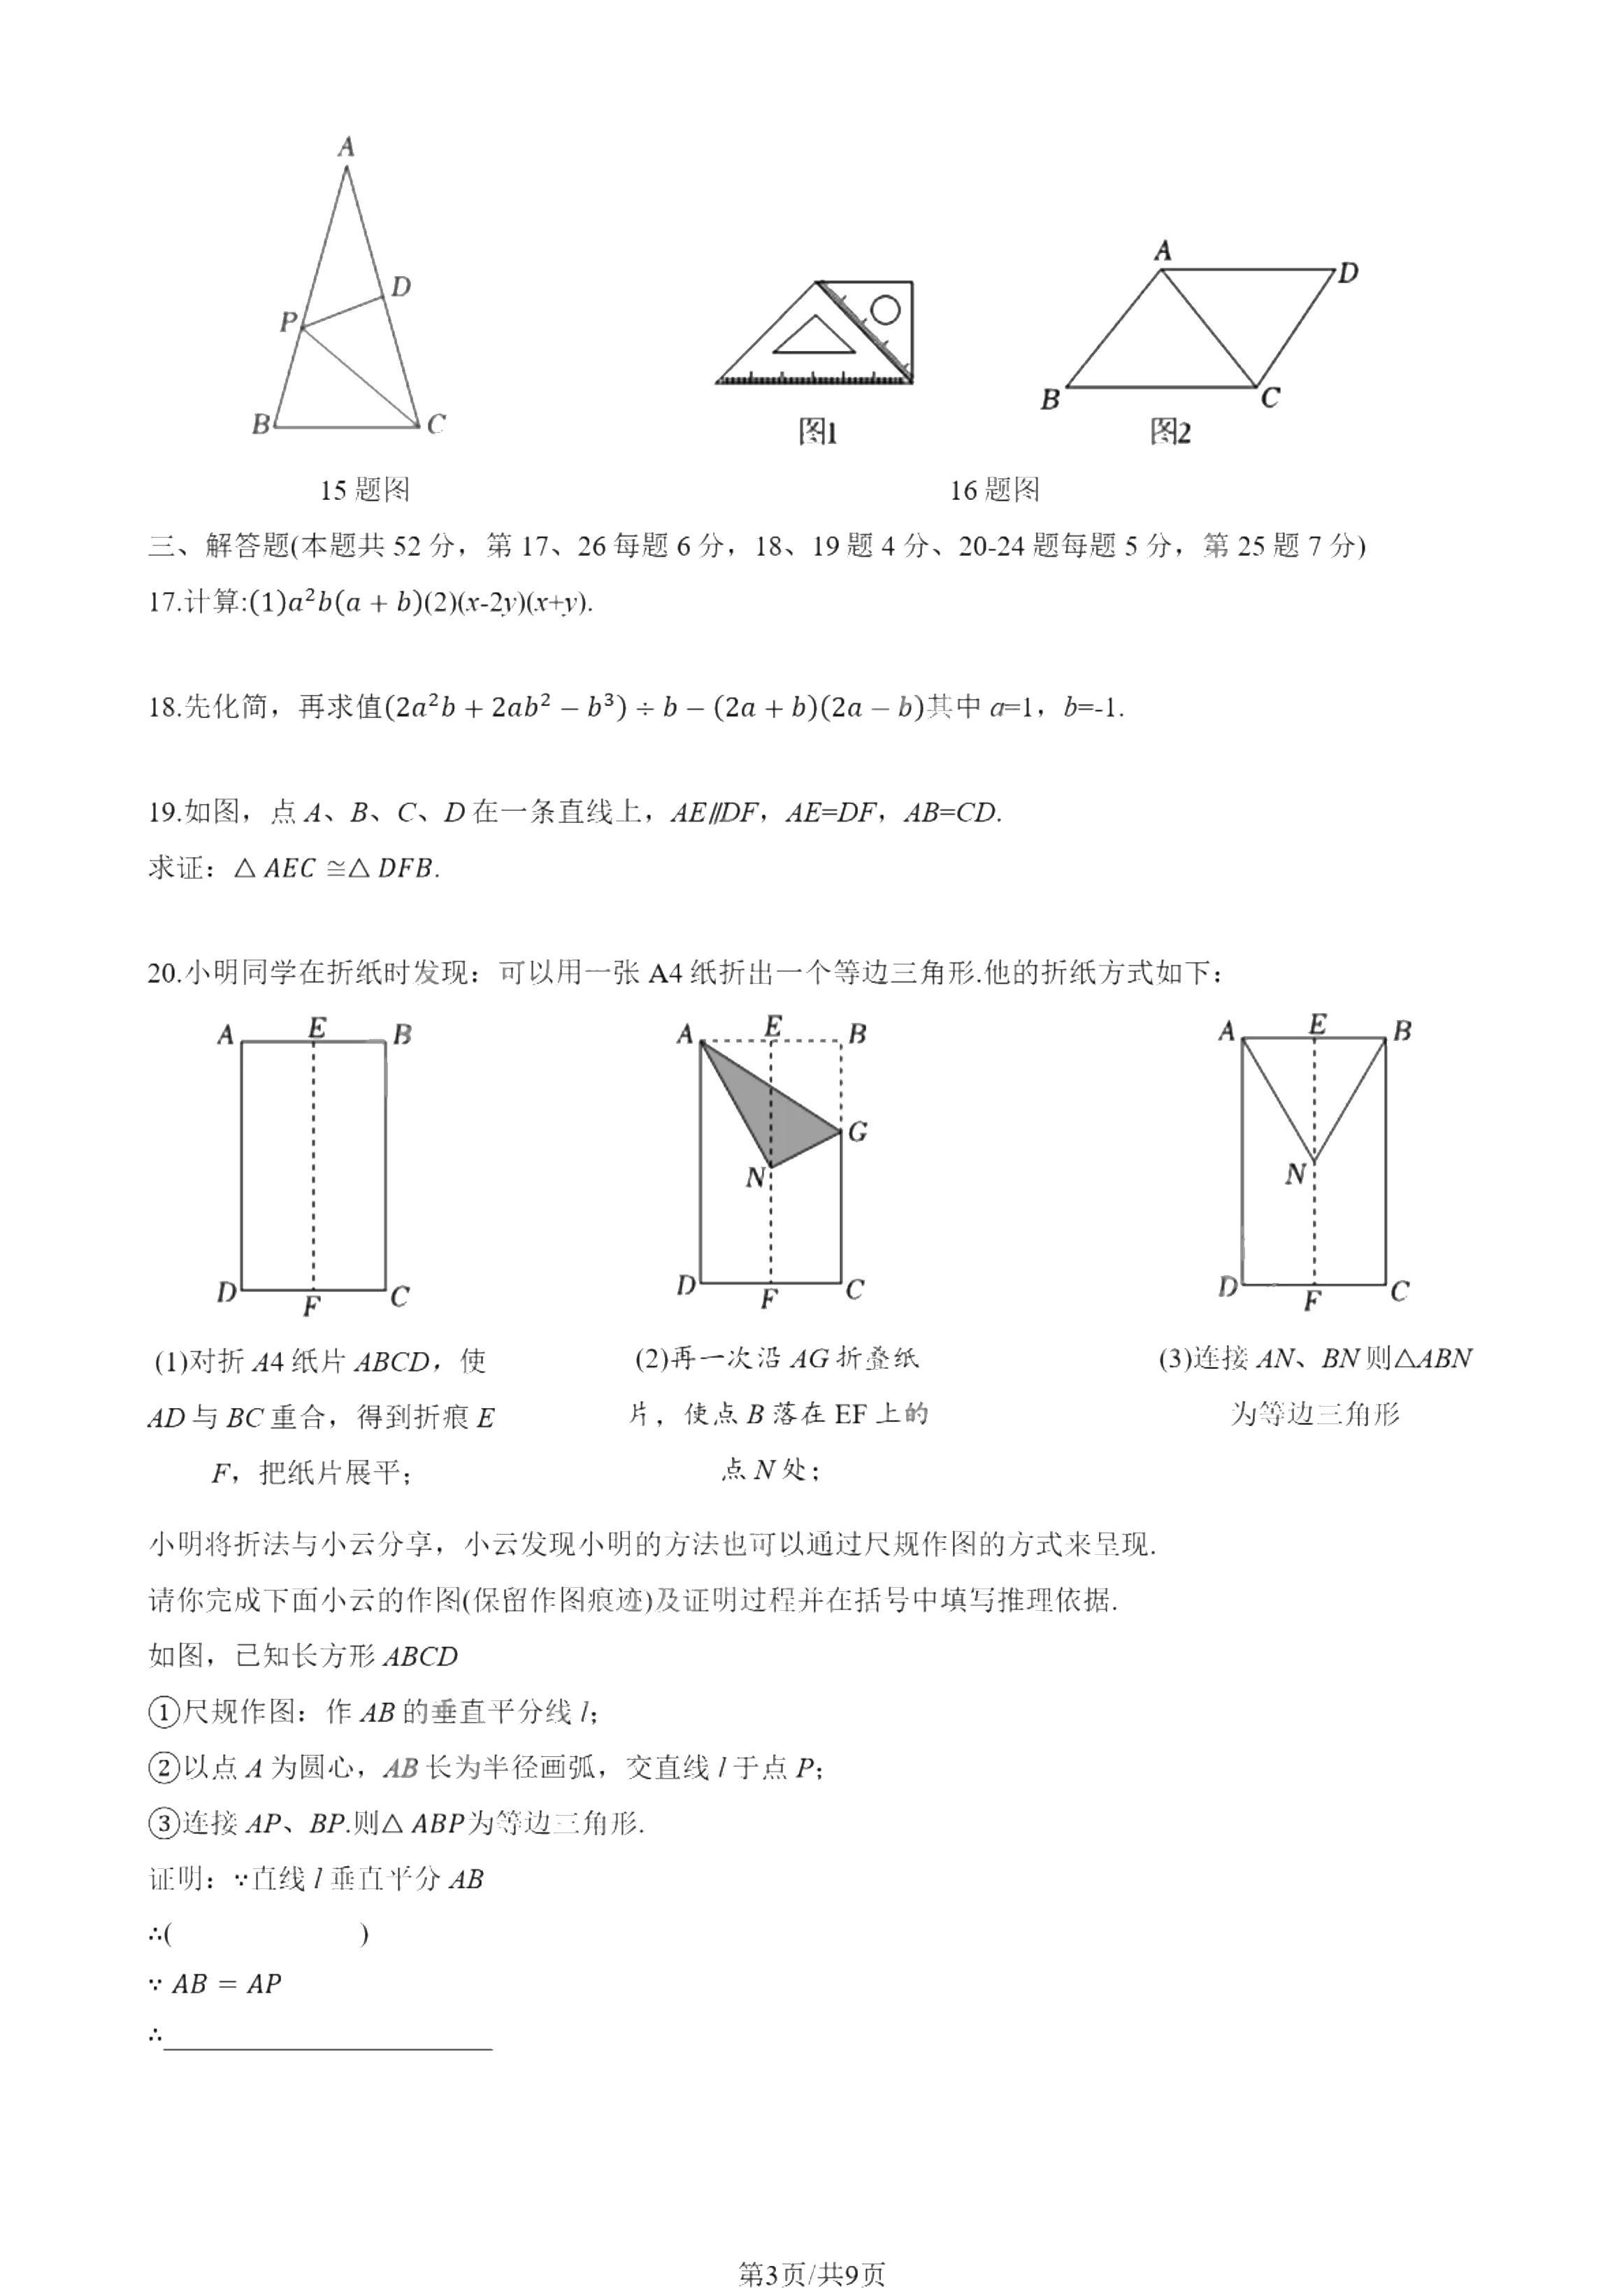 A
D
P
B
C
15 题图
图1
A
D
B
C
图2
16 题图
三、解答题(本题共 52 分，第 17、26 每题 6 分，18、19 题 4 分、20-24 题每题 5 分，第 25 题 7 分)
17.计算:(1)a²b(a + b)(2)(x-2y)(x+y).
18.先化简，再求值(2a²b + 2ab² − b³) ÷ b − (2a + b)(2a − b)其中 a=1，b=-1.
19.如图，点 A、B、C、D 在一条直线上，AE∥DF，AE=DF，AB=CD.
求证：△ AEC ≅△ DFB.
20.小明同学在折纸时发现：可以用一张 A4 纸折出一个等边三角形.他的折纸方式如下：
A E B
D F C
A E B
G
N
D F C
A E B
N
D F C
(1)对折 A4 纸片 ABCD，使
AD 与 BC 重合，得到折痕 E
F，把纸片展平；
(2)再一次沿 AG 折叠纸
片，使点 B 落在 EF 上的
点 N 处；
(3)连接 AN、BN 则△ABN
为等边三角形
小明将折法与小云分享，小云发现小明的方法也可以通过尺规作图的方式来呈现.
请你完成下面小云的作图(保留作图痕迹)及证明过程并在括号中填写推理依据.
如图，已知长方形 ABCD
①尺规作图：作 AB 的垂直平分线 l；
②以点 A 为圆心，AB 长为半径画弧，交直线 l 于点 P；
③连接 AP、BP.则△ ABP为等边三角形.
证明：∵直线 l 垂直平分 AB
∴( )
∵ AB = AP
∴
第3页/共9页